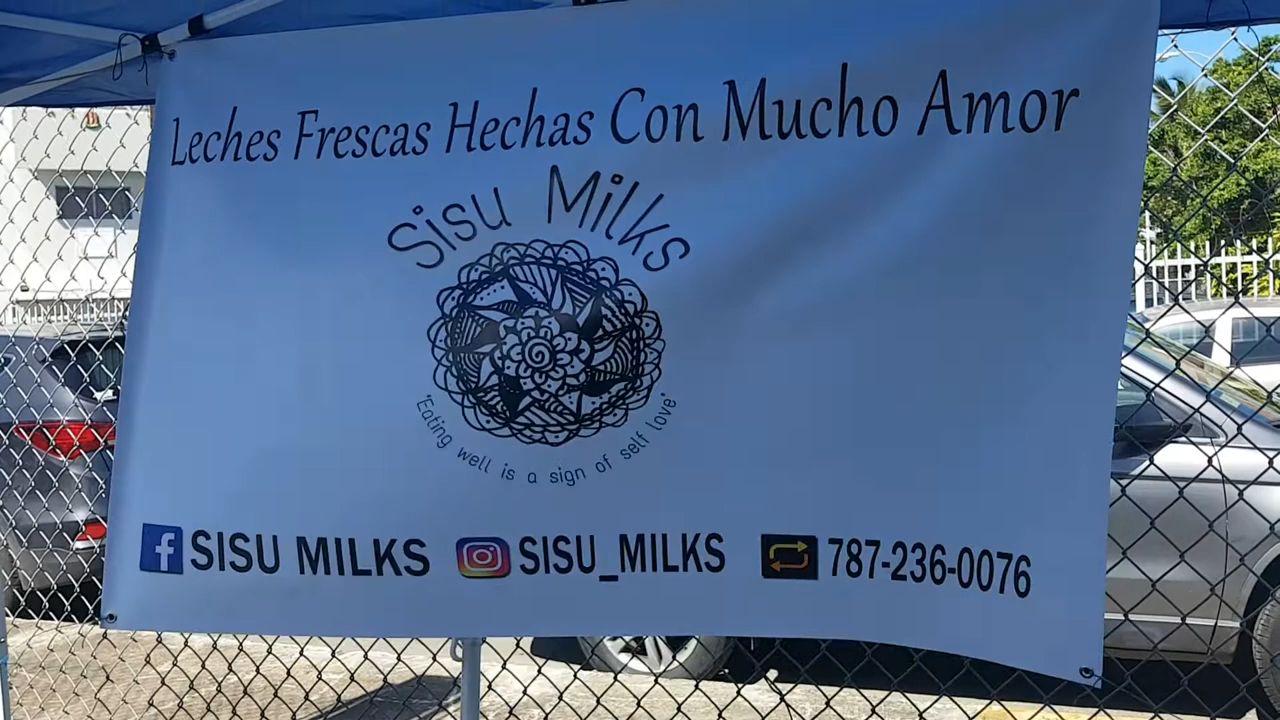 Leches Frescas Hechas Con Mucho Amor
Sisu Milks
"Eating well is a sign of self love"
SISU MILKS SISU_MILKS 787-236-0076